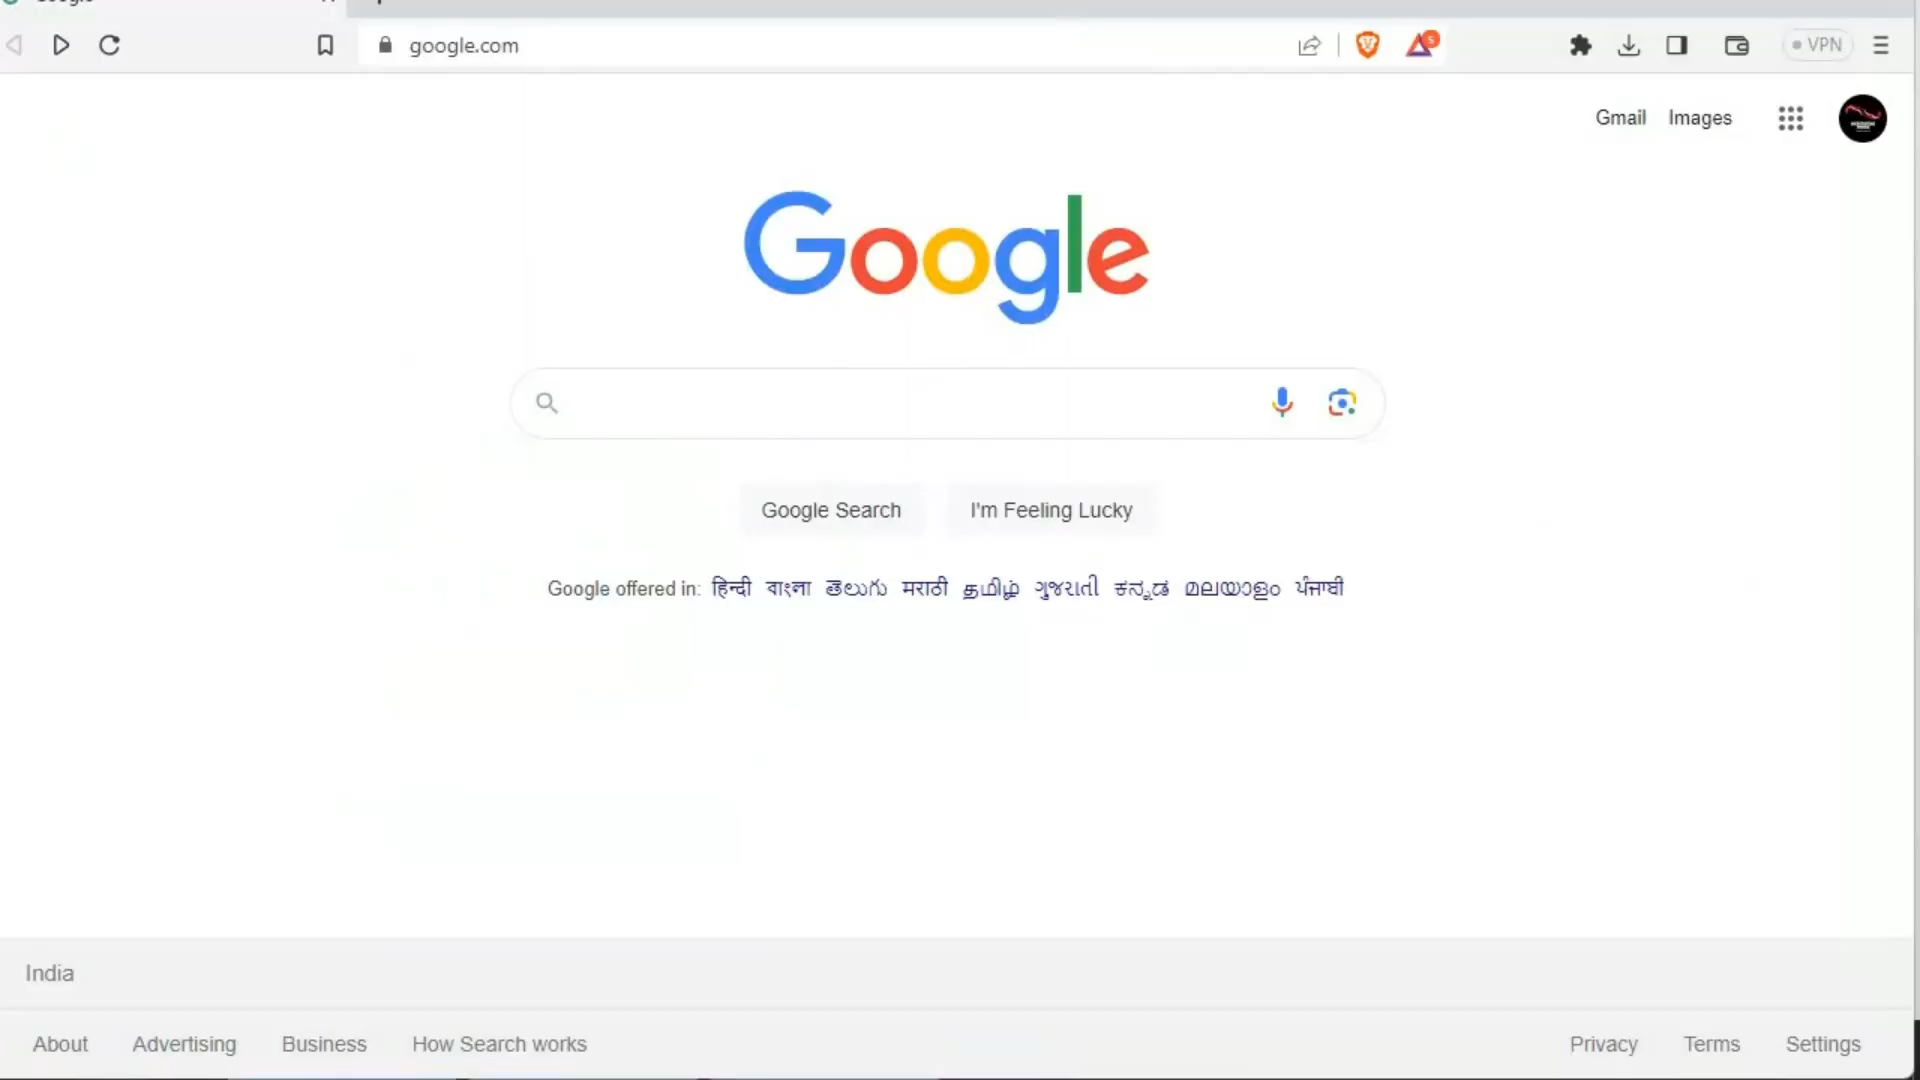 google.com
5
VPN
Gmail Images
Google
Google Search I'm Feeling Lucky
Google offered in: हिन्दी বাংলা తెలుగు मराठी தமிழ் ગુજરાતી ಕನ್ನಡ മലയാളം ਪੰਜਾਬੀ
India
About Advertising Business How Search works Privacy Terms Settings